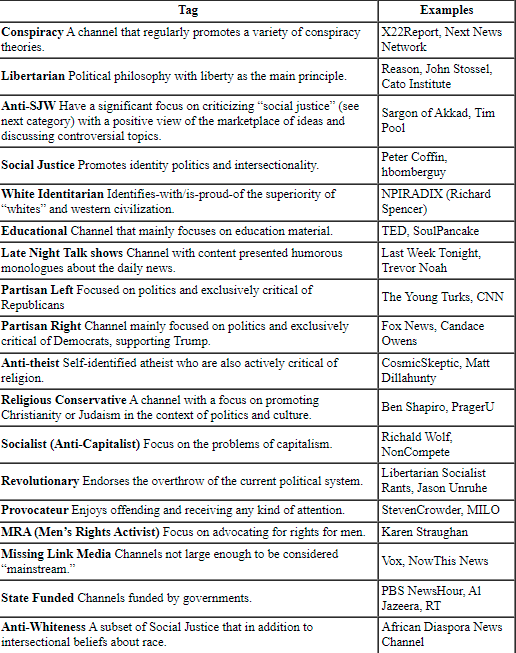 Tag Examples
Conspiracy A channel that regularly promotes a variety of conspiracy
theories.
X22Report, Next News
Network
Libertarian Political philosophy with liberty as the main principle.
Reason, John Stossel,
Cato Institute
Anti-SJW Have a significant focus on criticizing “social justice” (see
next category) with a positive view of the marketplace of ideas and
discussing controversial topics.
Sargon of Akkad, Tim
Pool
Social Justice Promotes identity politics and intersectionality.
Peter Coffin,
hbomberguy
White Identitarian Identifies-with/is-proud-of the superiority of
“whites” and western civilization.
NPIRADIX (Richard
Spencer)
Educational Channel that mainly focuses on education material.
TED, SoulPancake
Late Night Talk shows Channel with content presented humorous
monologues about the daily news.
Last Week Tonight,
Trevor Noah
Partisan Left Focused on politics and exclusively critical of
Republicans
The Young Turks, CNN
Partisan Right Channel mainly focused on politics and exclusively
critical of Democrats, supporting Trump.
Fox News, Candace
Owens
Anti-theist Self-identified atheist who are also actively critical of
religion.
CosmicSkeptic, Matt
Dillahunty
Religious Conservative A channel with a focus on promoting
Christianity or Judaism in the context of politics and culture.
Ben Shapiro, PragerU
Socialist (Anti-Capitalist) Focus on the problems of capitalism.
Richald Wolf,
NonCompete
Revolutionary Endorses the overthrow of the current political system.
Libertarian Socialist
Rants, Jason Unruhe
Provocateur Enjoys offending and receiving any kind of attention.
StevenCrowder, MILO
MRA (Men’s Rights Activist) Focus on advocating for rights for men.
Karen Straughan
Missing Link Media Channels not large enough to be considered
“mainstream.”
Vox, NowThis News
State Funded Channels funded by governments.
PBS NewsHour, Al
Jazeera, RT
Anti-Whiteness A subset of Social Justice that in addition to
intersectional beliefs about race.
African Diaspora News
Channel